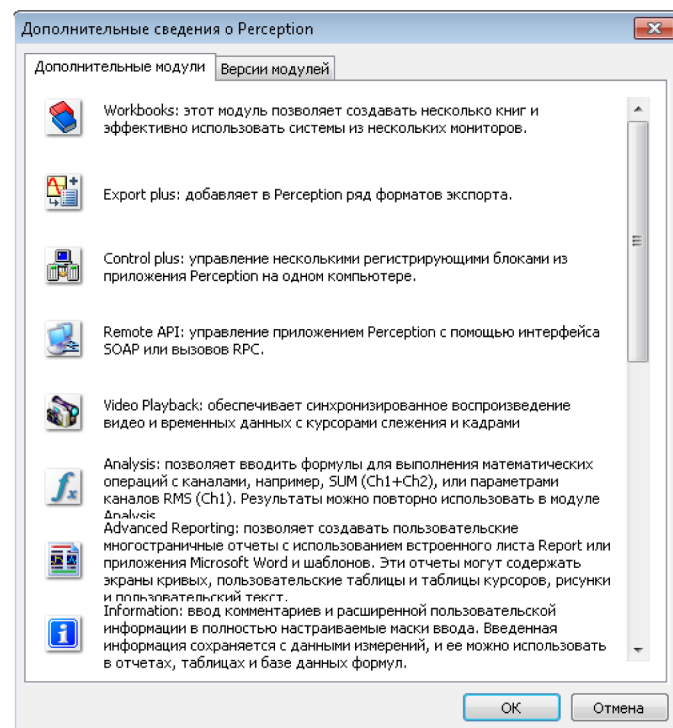 Дополнительные сведения о Perception
Дополнительные модули
Версии модулей
Workbooks: этот модуль позволяет создавать несколько книг и
эффективно использовать системы из нескольких мониторов.
Export plus: добавляет в Perception ряд форматов экспорта.
Control plus: управление несколькими регистрирующими блоками из
приложения Perception на одном компьютере.
Remote API: управление приложением Perception с помощью интерфейса
SOAP или вызовов RPC.
Video Playback: обеспечивает синхронизированное воспроизведение
видео и временных данных с курсорами слежения и кадрами
Analysis: позволяет вводить формулы для выполнения математических
операций с каналами, например, SUM (Ch1+Ch2), или параметрами
каналов RMS (Ch1). Результаты можно повторно использовать в модуле
Analysis
Advanced Reporting: позволяет создавать пользовательские
многостраничные отчеты с использованием встроенного листа Report или
приложения Microsoft Word и шаблонов. Эти отчеты могут содержать
экраны кривых, пользовательские таблицы и таблицы курсоров, рисунки
и пользовательский текст.
Information: ввод комментариев и расширенной пользовательской
информации в полностью настраиваемые маски ввода. Введенная
информация сохраняется с данными измерений, и ее можно использовать
в отчетах, таблицах и базе данных формул.
ОК
Отмена